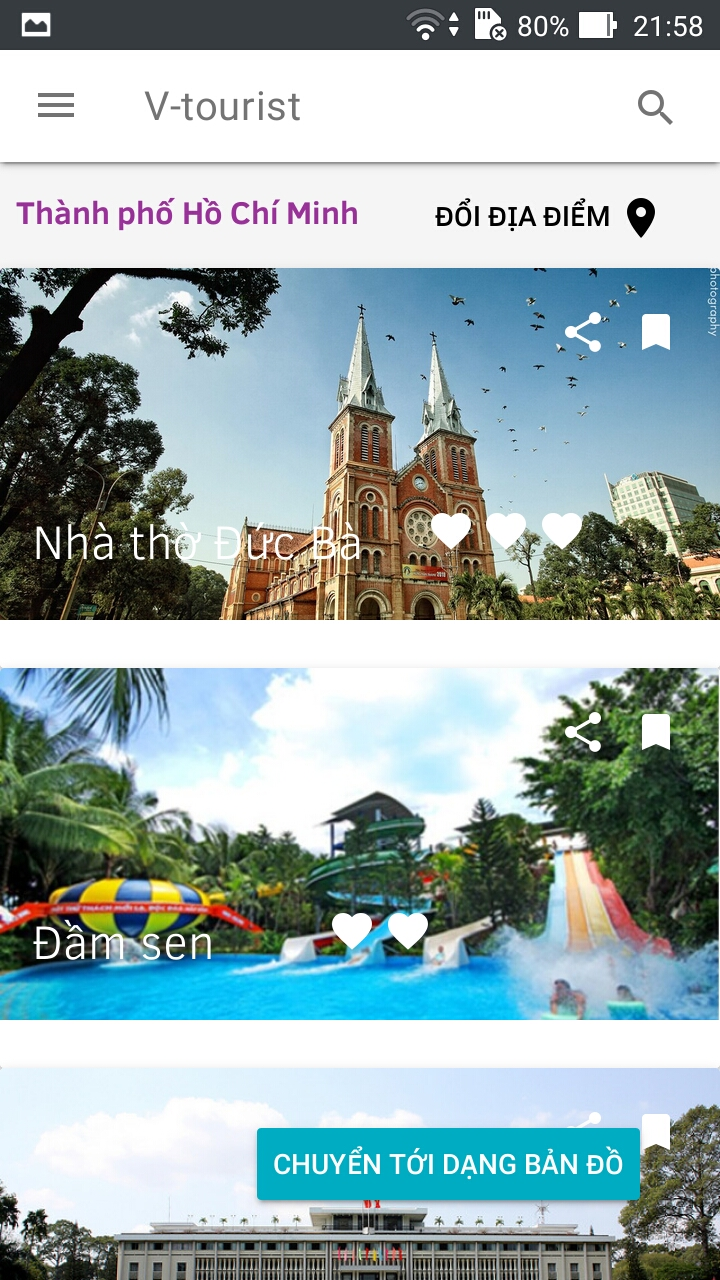 80% 21:58
V-tourist
Thành phố Hồ Chí Minh
ĐỔI ĐỊA ĐIỂM
photography
Nhà thờ Đức Bà
Đầm sen
CHUYỂN TỚI DẠNG BẢN ĐỒ